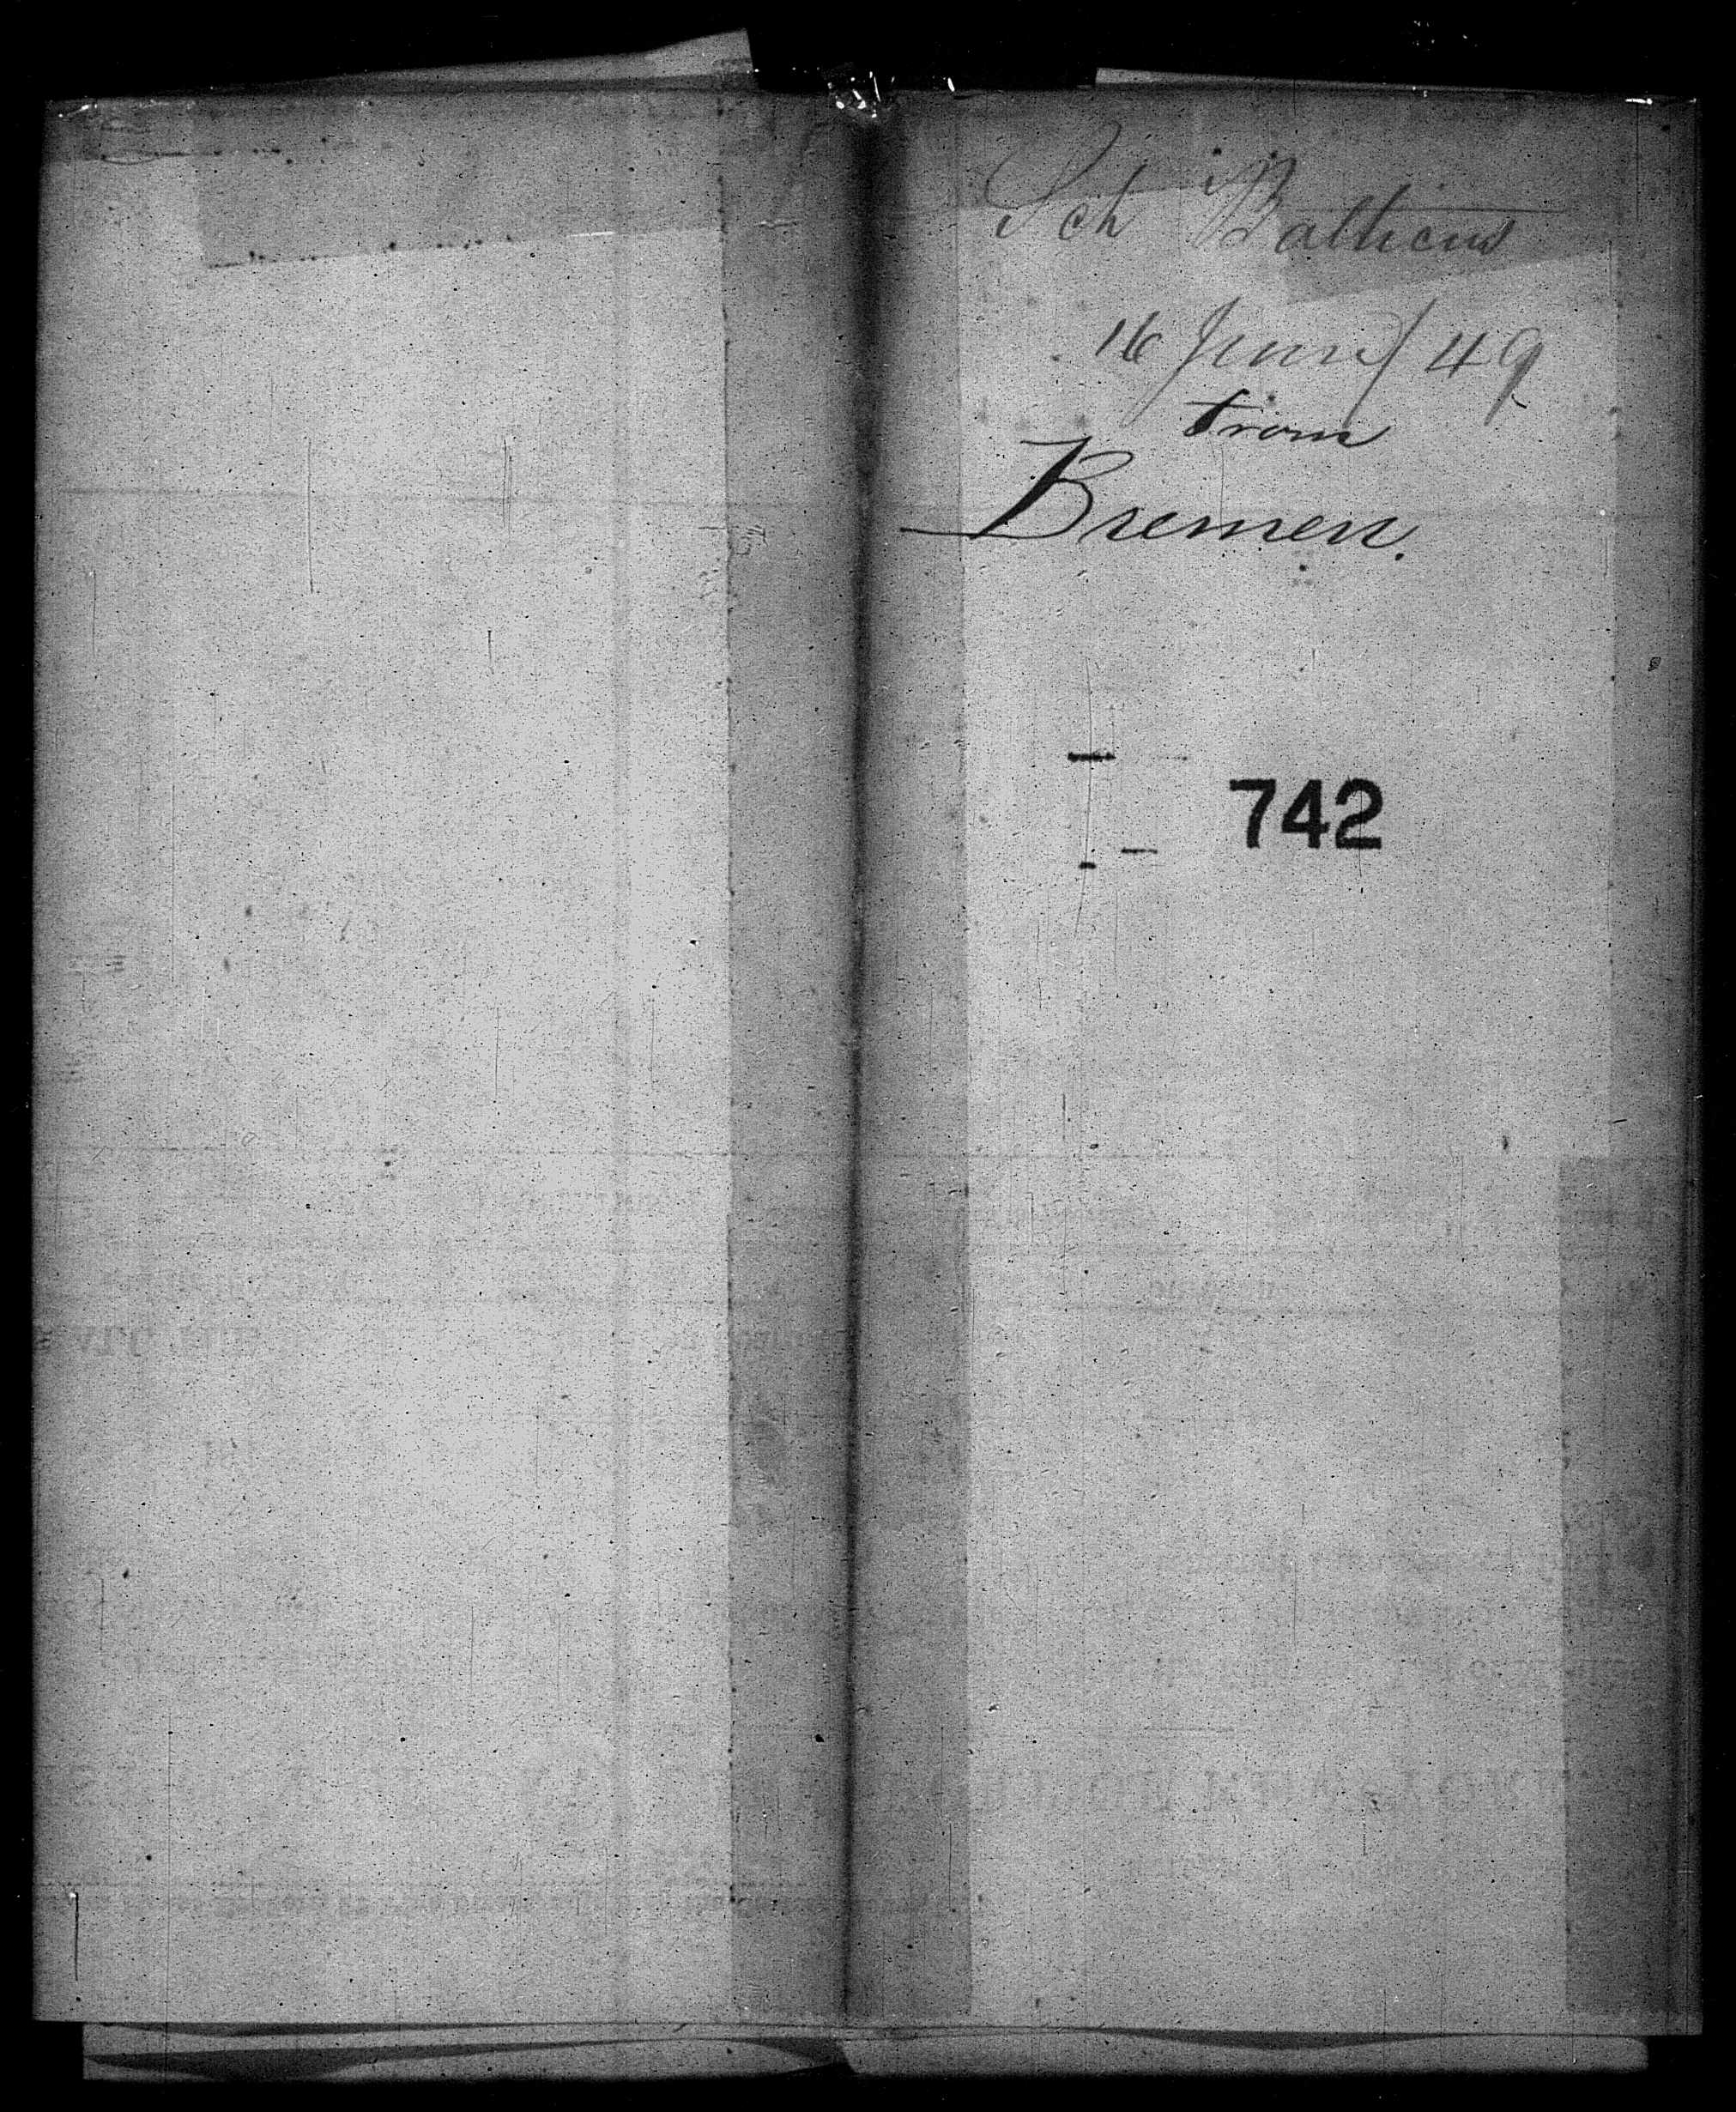 Sch Balticus
16 June / 49
from
Bremen.
742